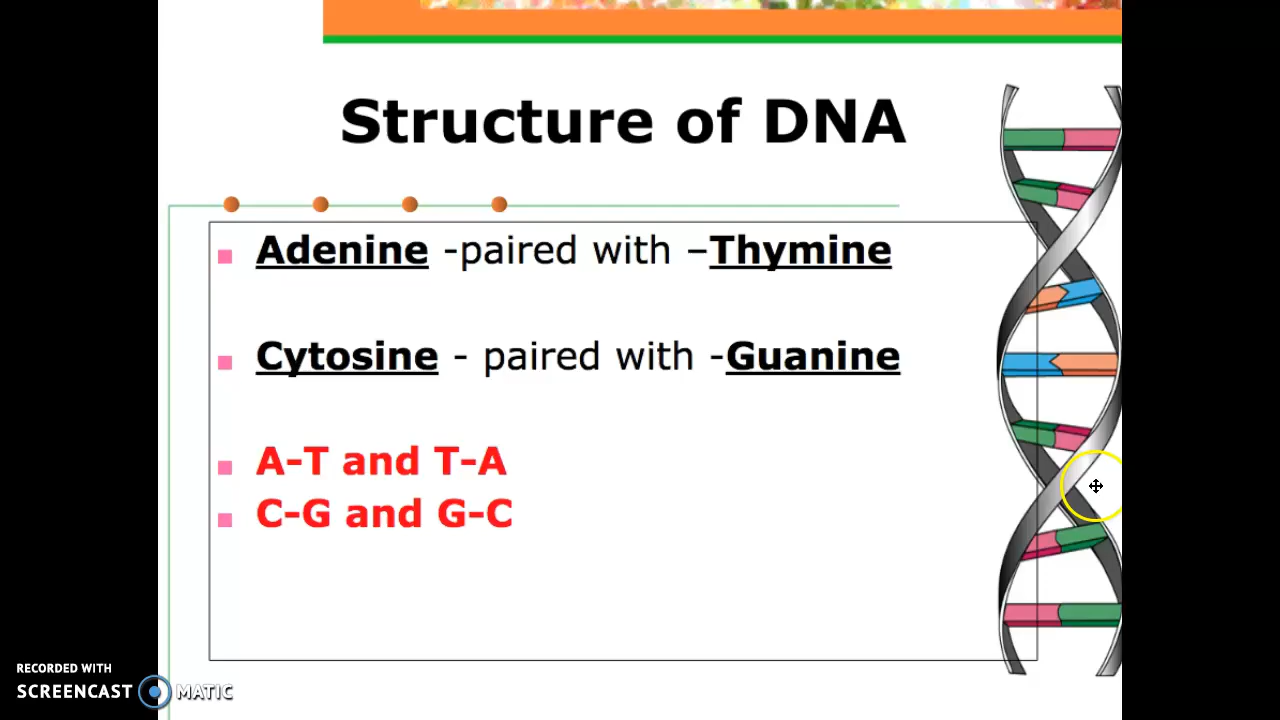 Structure of DNA
Adenine -paired with –Thymine
Cytosine - paired with -Guanine
A-T and T-A
C-G and G-C
RECORDED WITH
SCREENCAST MATIC